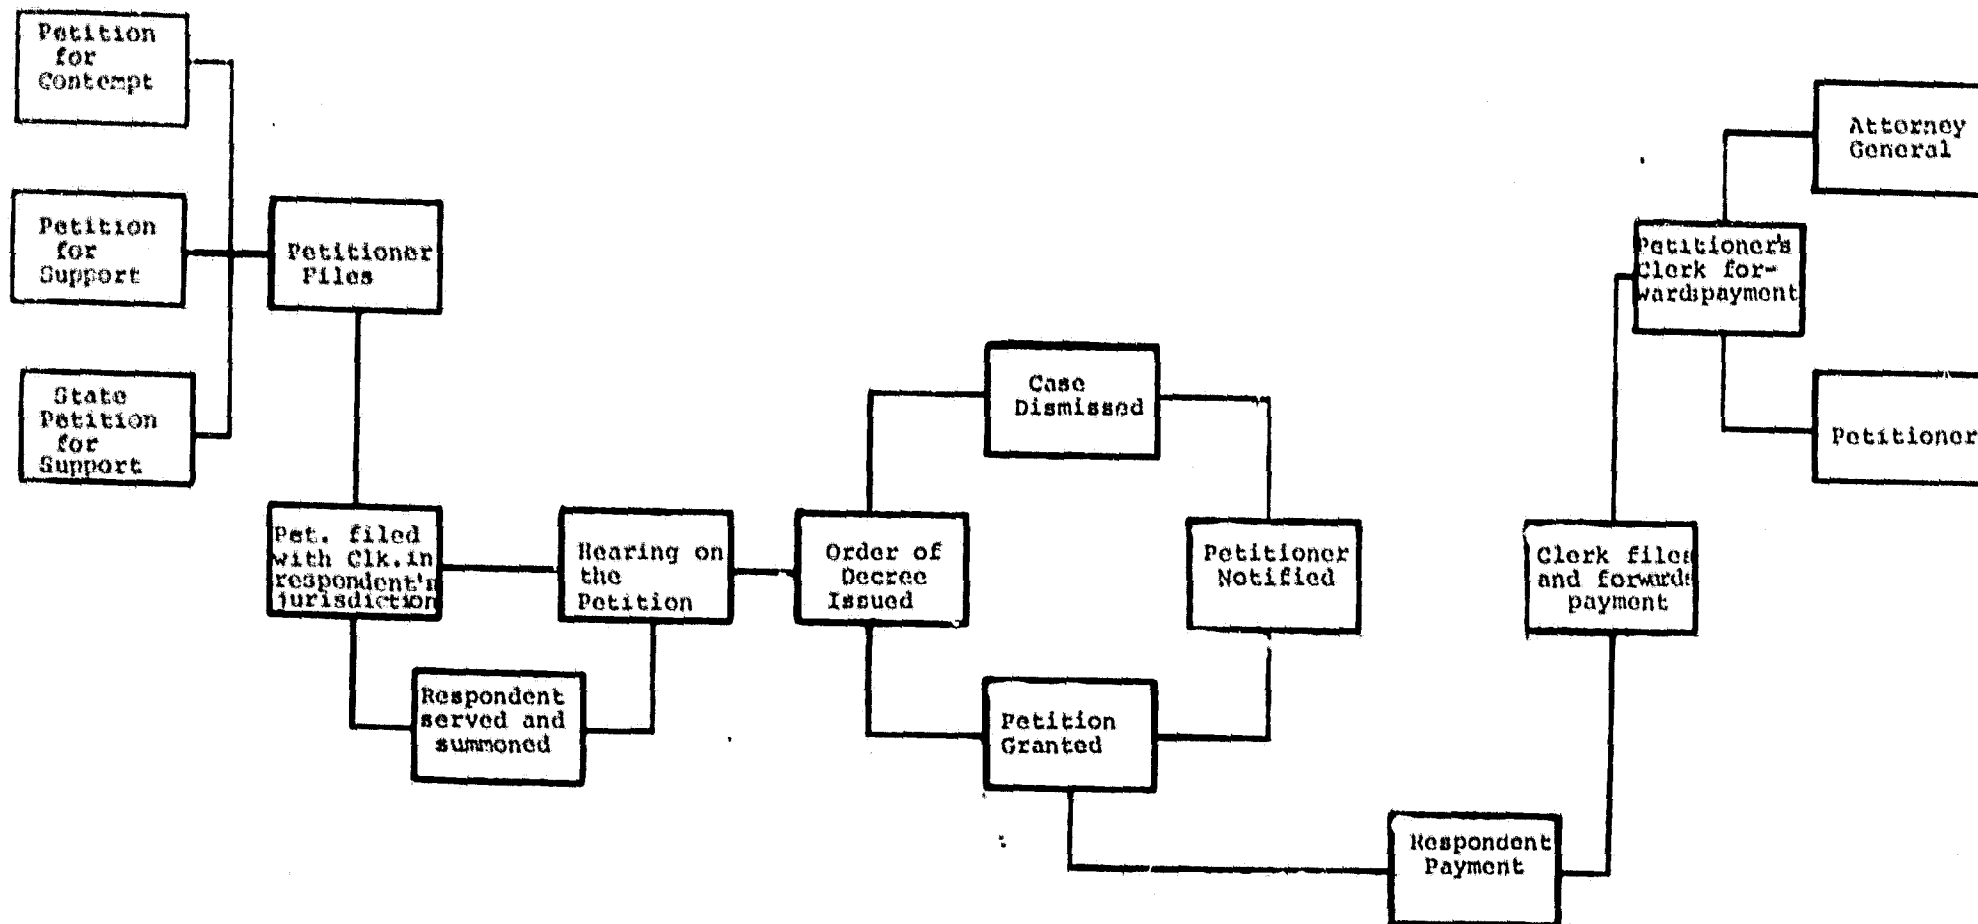 Petition
for
Contempt
Petition
for
Support
State
Petition
for
Support
Petitioner
Files
Pet. filed
with Clk.in
respondent's
jurisdiction
Respondent
served and
summoned
Hearing on
the
Petition
Order of
Decree
Issued
Case
Dismissed
Petition
Granted
Petitioner
Notified
Respondent
Payment
Clerk files
and forwards
payment
Petitioner's
Clerk for-
wards payment
Attorney
General
Petitioner